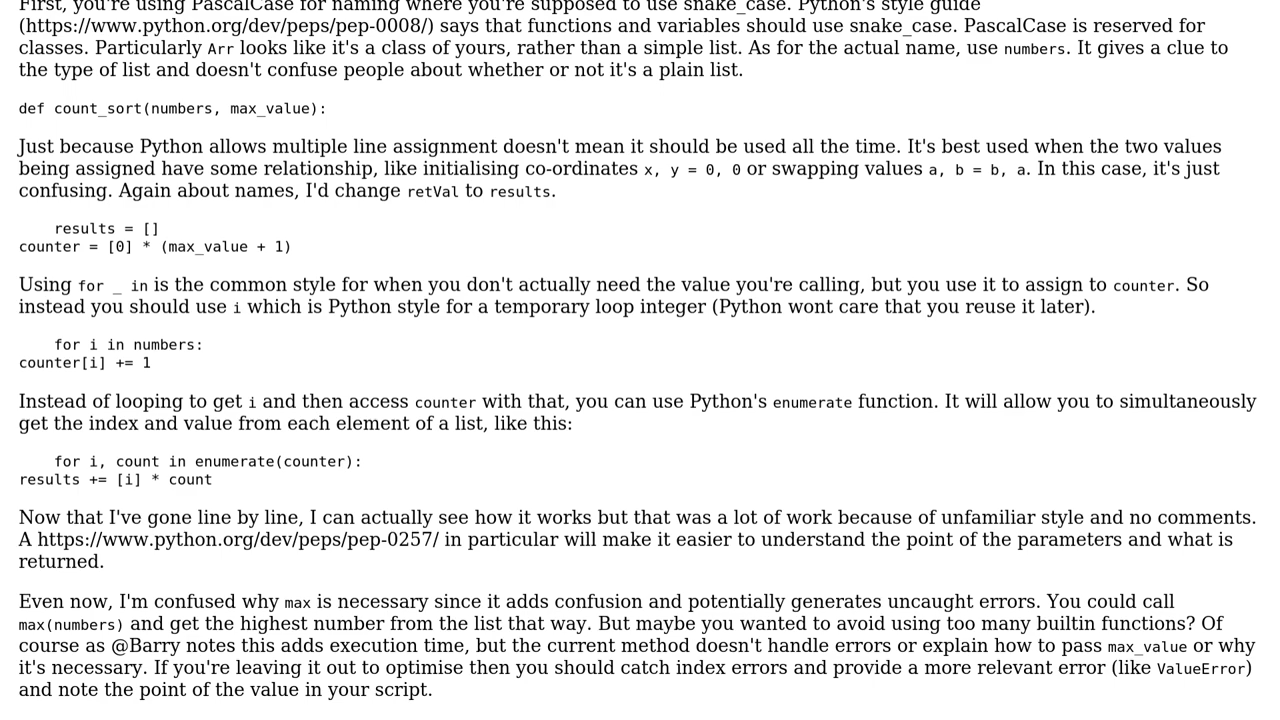 First, you're using PascalCase for naming where you're supposed to use snake_case. Python's style guide
(https://www.python.org/dev/peps/pep-0008/) says that functions and variables should use snake_case. PascalCase is reserved for
classes. Particularly Arr looks like it's a class of yours, rather than a simple list. As for the actual name, use numbers. It gives a clue to
the type of list and doesn't confuse people about whether or not it's a plain list.
def count_sort(numbers, max_value):
Just because Python allows multiple line assignment doesn't mean it should be used all the time. It's best used when the two values
being assigned have some relationship, like initialising co-ordinates x, y = 0, 0 or swapping values a, b = b, a. In this case, it's just
confusing. Again about names, I'd change retVal to results.
    results = []
counter = [0] * (max_value + 1)
Using for _ in is the common style for when you don't actually need the value you're calling, but you use it to assign to counter. So
instead you should use i which is Python style for a temporary loop integer (Python wont care that you reuse it later).
    for i in numbers:
counter[i] += 1
Instead of looping to get i and then access counter with that, you can use Python's enumerate function. It will allow you to simultaneously
get the index and value from each element of a list, like this:
    for i, count in enumerate(counter):
results += [i] * count
Now that I've gone line by line, I can actually see how it works but that was a lot of work because of unfamiliar style and no comments.
A https://www.python.org/dev/peps/pep-0257/ in particular will make it easier to understand the point of the parameters and what is
returned.
Even now, I'm confused why max is necessary since it adds confusion and potentially generates uncaught errors. You could call
max(numbers) and get the highest number from the list that way. But maybe you wanted to avoid using too many builtin functions? Of
course as @Barry notes this adds execution time, but the current method doesn't handle errors or explain how to pass max_value or why
it's necessary. If you're leaving it out to optimise then you should catch index errors and provide a more relevant error (like ValueError)
and note the point of the value in your script.